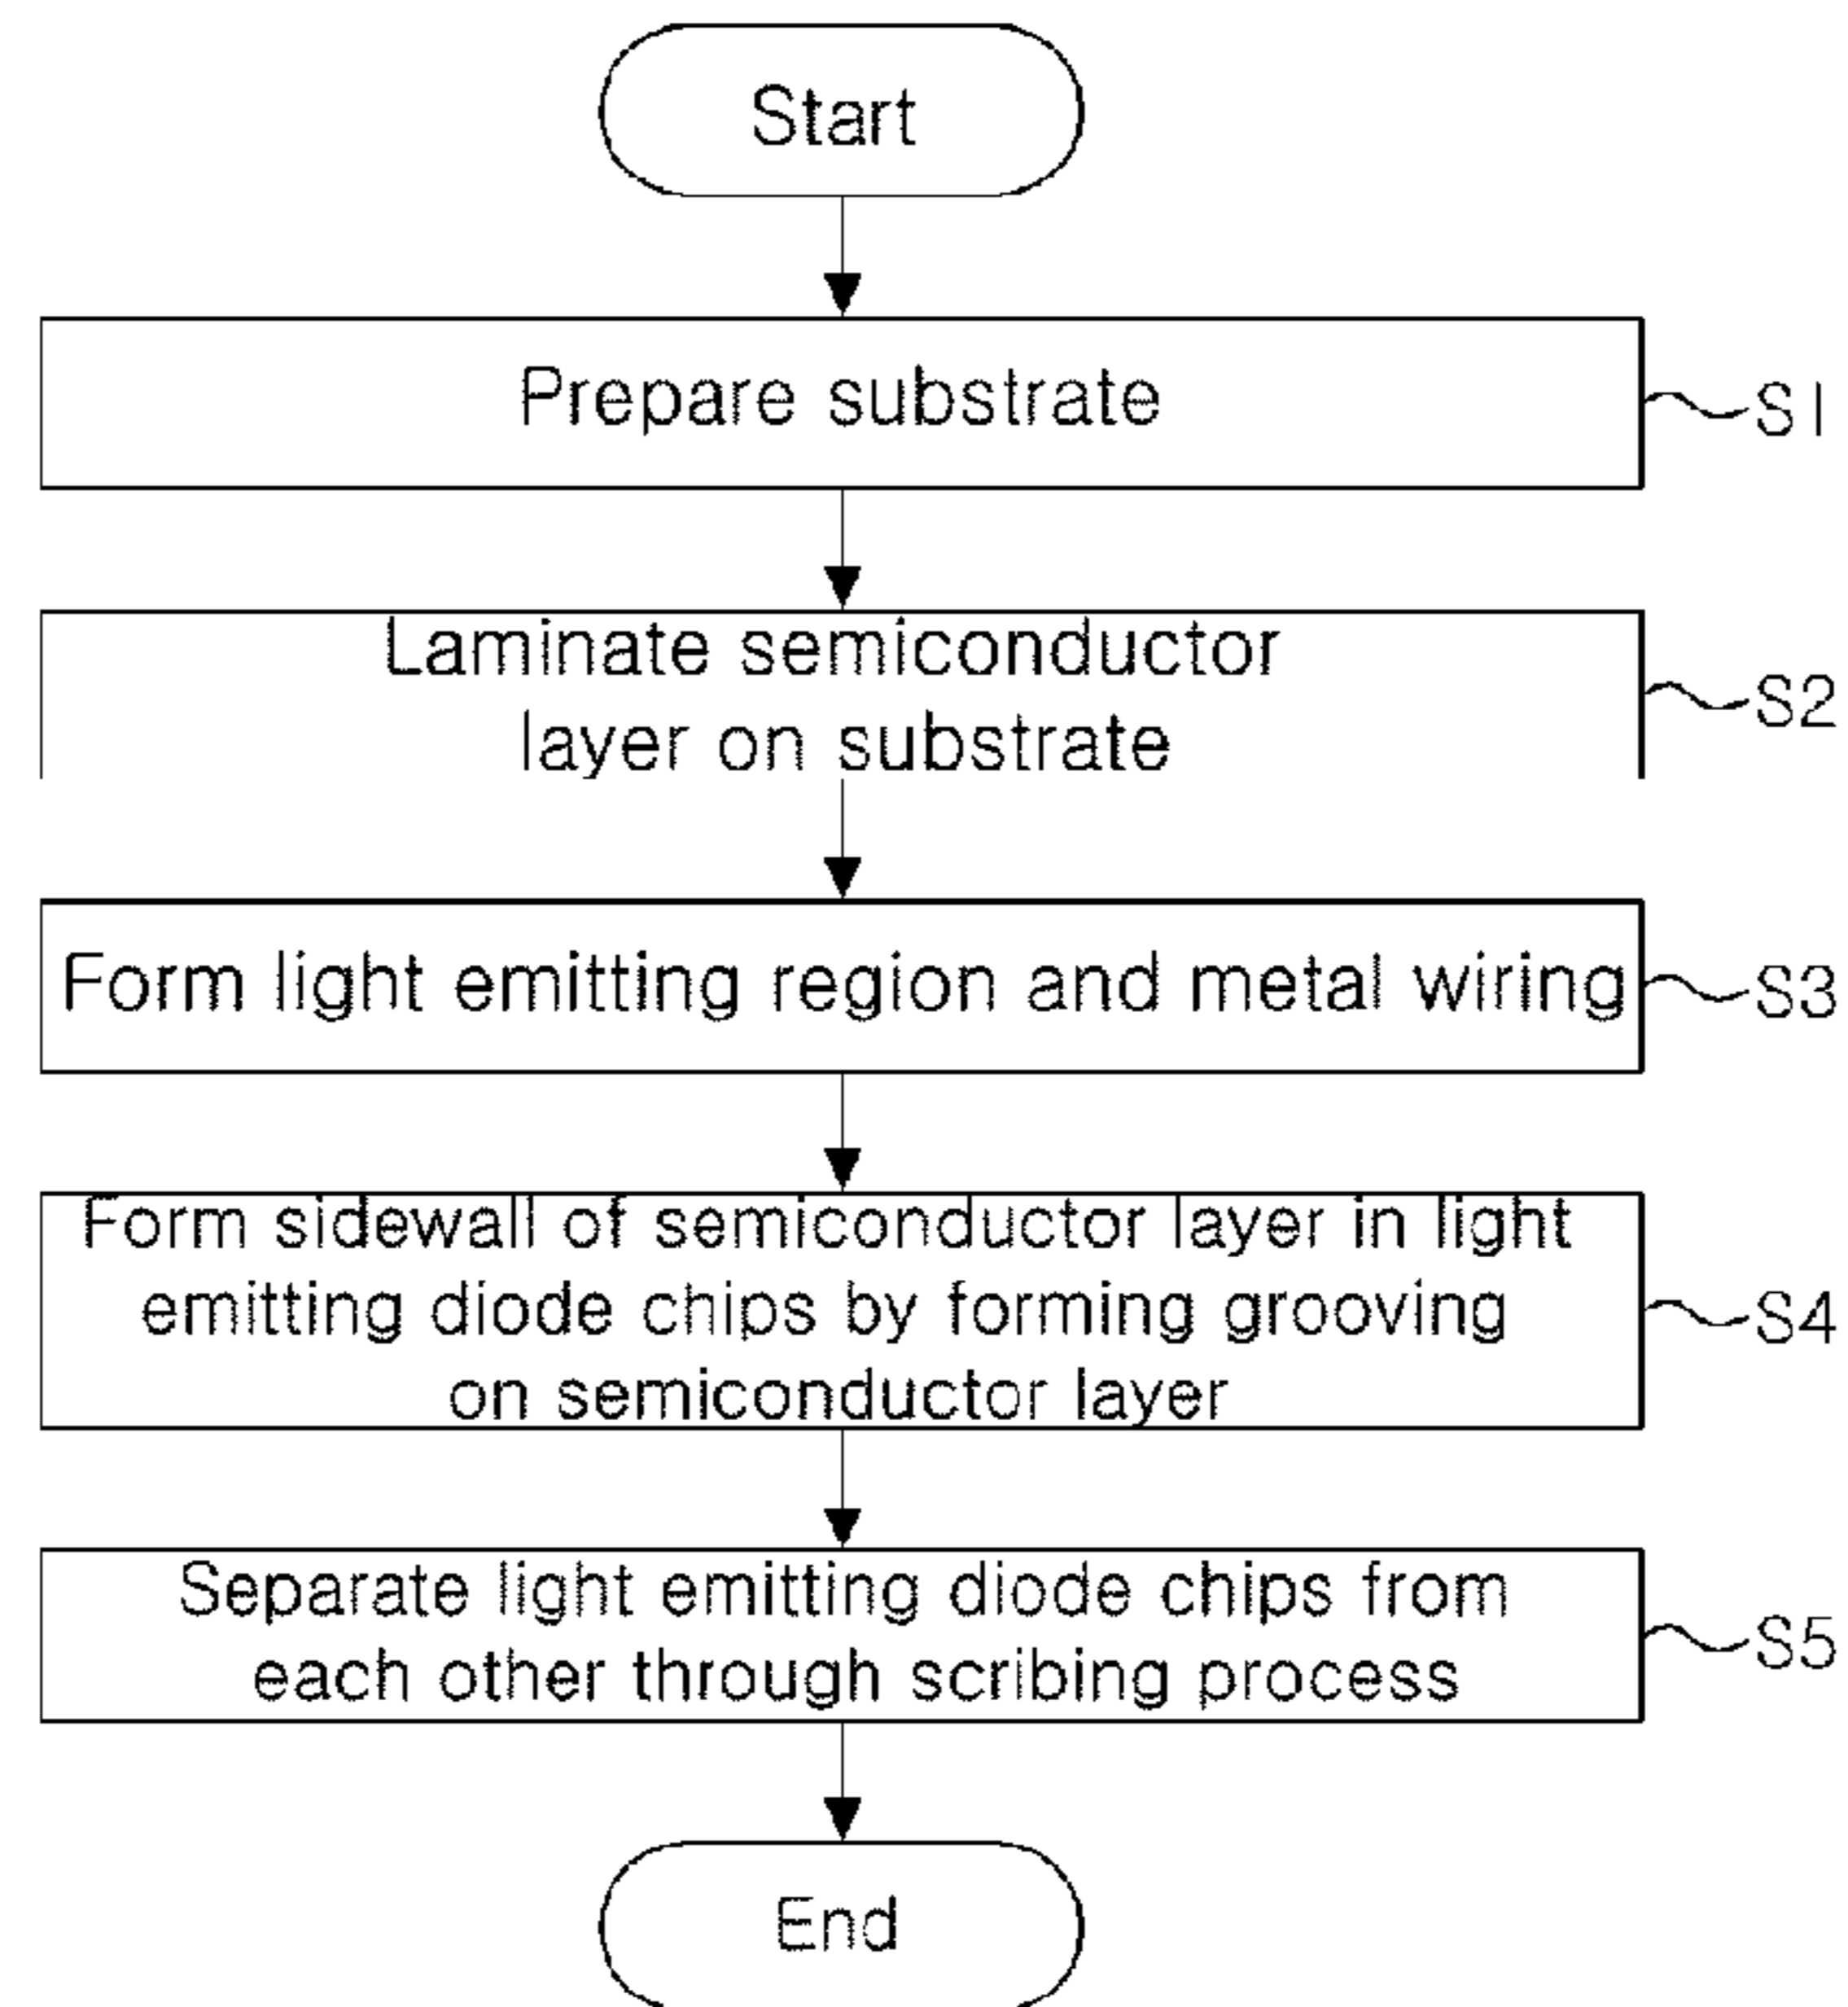 Start
Prepare substrate
S1
Laminate semiconductor
layer on substrate
S2
Form light emitting region and metal wiring
S3
Form sidewall of semiconductor layer in light
emitting diode chips by forming grooving
on semiconductor layer
S4
Separate light emitting diode chips from
each other through scribing process
S5
End